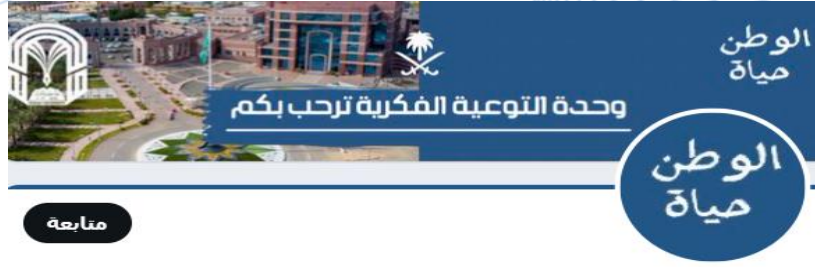 الوطن
حياة
وحدة التوعية الفكرية ترحب بكم
الوطن
حياة
متابعة